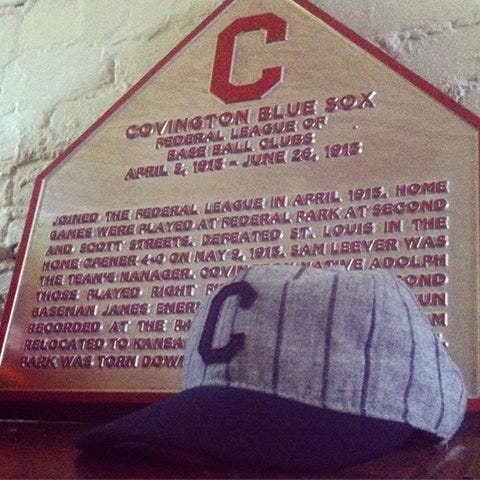 C
COVINGTON BLUE SOX
FEDERAL LEAGUE OF
BASE BALL CLUBS
APRIL 5, 1913 - JUNE 26, 1913
JOINED THE FEDERAL LEAGUE IN APRIL 1913. HOME
GAMES WERE PLAYED AT FEDERAL PARK AT SECOND
AND SCOTT STREETS. DEFEATED ST. LOUIS IN THE
HOME OPENER 4-0 ON MAY 9, 1913. SAM LEEVER WAS
THE TEAM'S MANAGER. NATIVE ADOLPH
THOSS PLAYED RIGHT
BASEMAN JAMES
RECORDED AT THE
RELOCATED TO
PARK WAS TORN DOWN
C